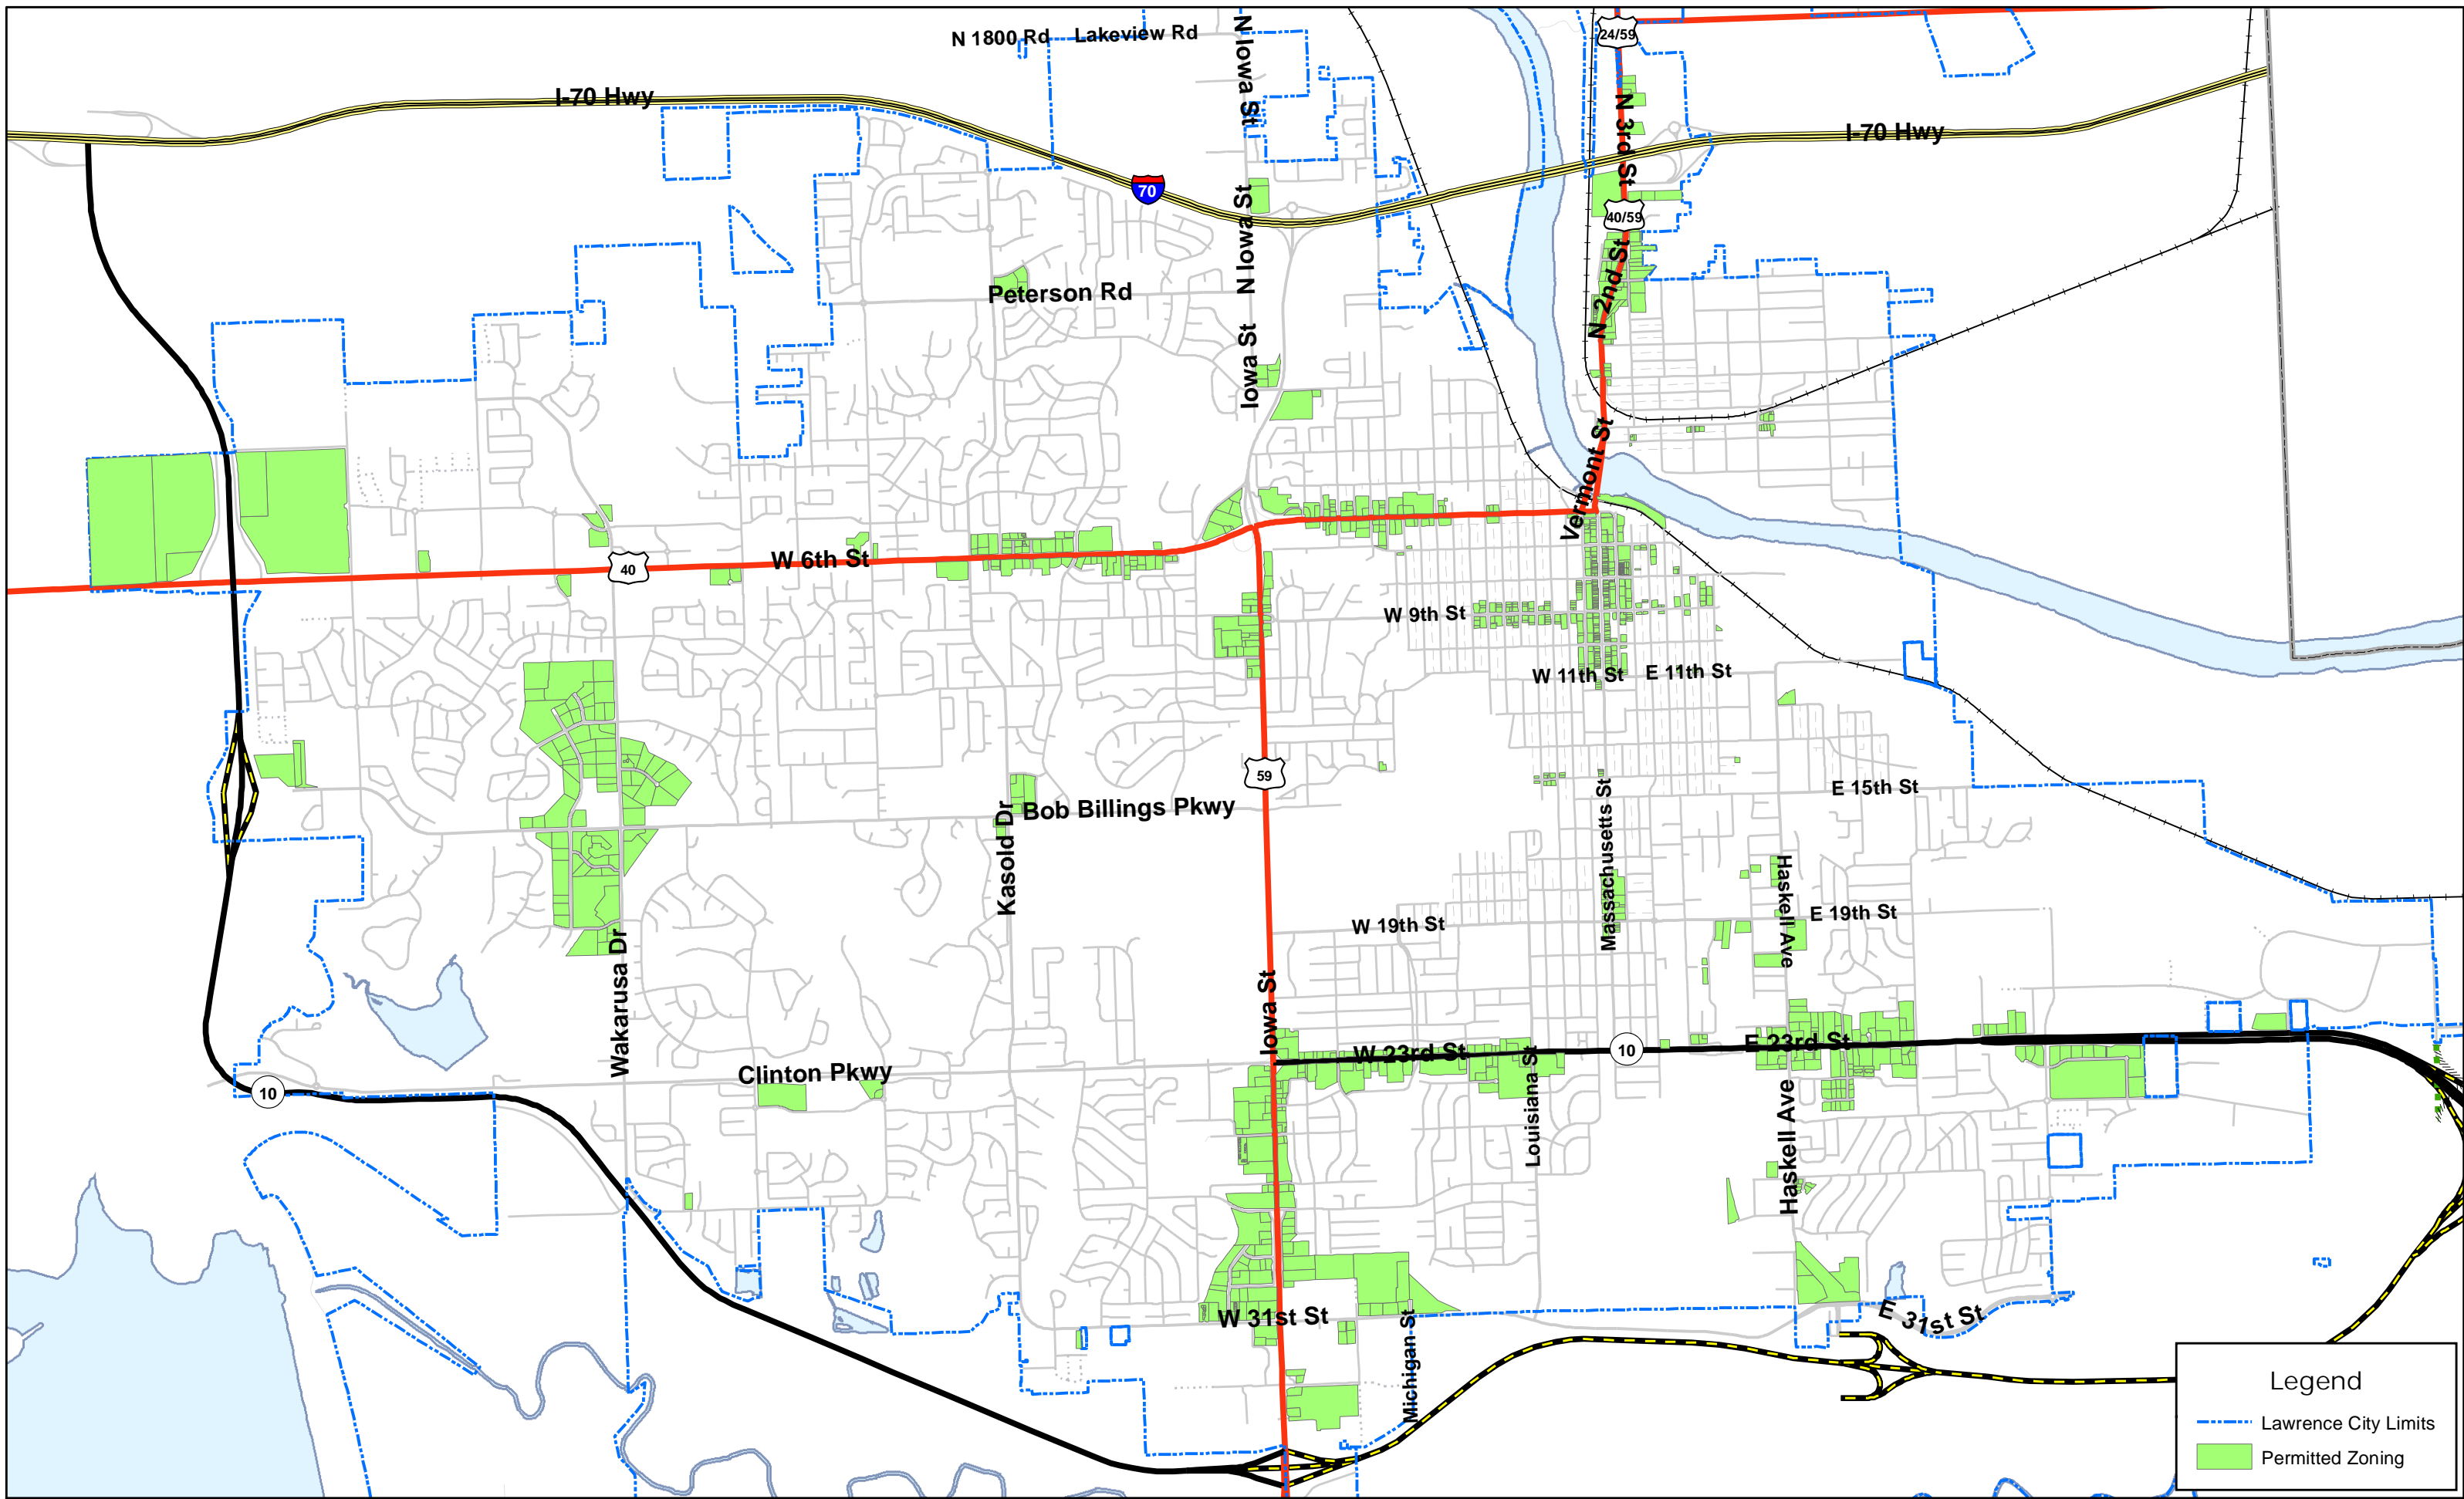 24/59
N 1800 Rd
Lakeview Rd
N Iowa St
I-70 Hwy
N 3rd St
I-70 Hwy
70
N Iowa St
40/59
Peterson Rd
N 2nd St
Iowa St
Vermont St
W 6th St
40
W 9th St
W 11th St
E 11th St
59
Massachusetts St
E 15th St
Bob Billings Pkwy
Kasold Dr
Haskell Ave
E 19th St
W 19th St
Wakarusa Dr
Iowa St
W 23rd St
10
E 23rd St
Clinton Pkwy
10
Louisiana St
Haskell Ave
W 31st St
Michigan St
E 31st St
Legend
Lawrence City Limits
Permitted Zoning